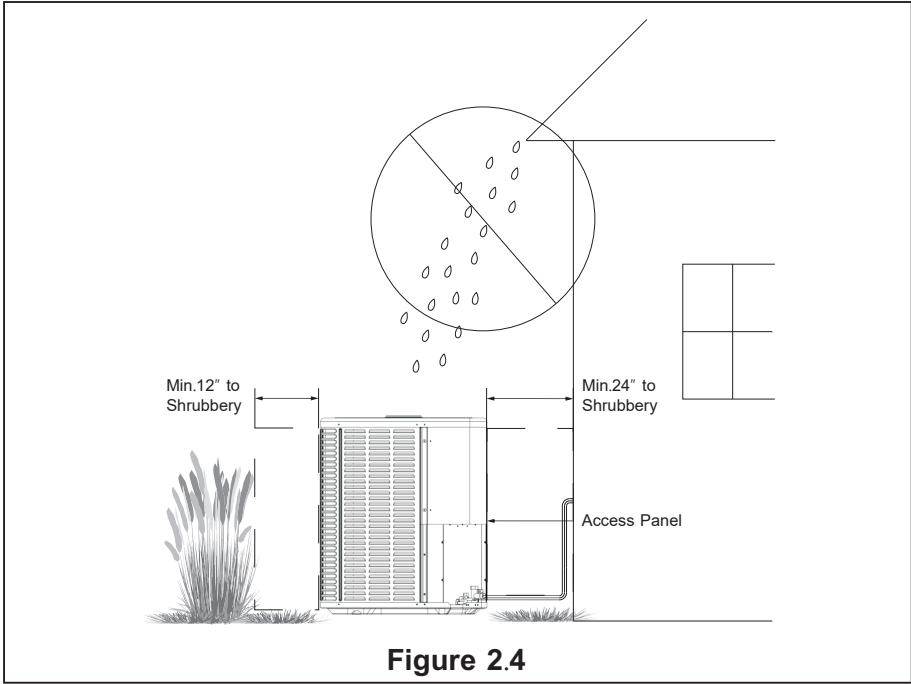 Min.12" to
Shrubbery
Min.24" to
Shrubbery
Access Panel
Figure 2.4